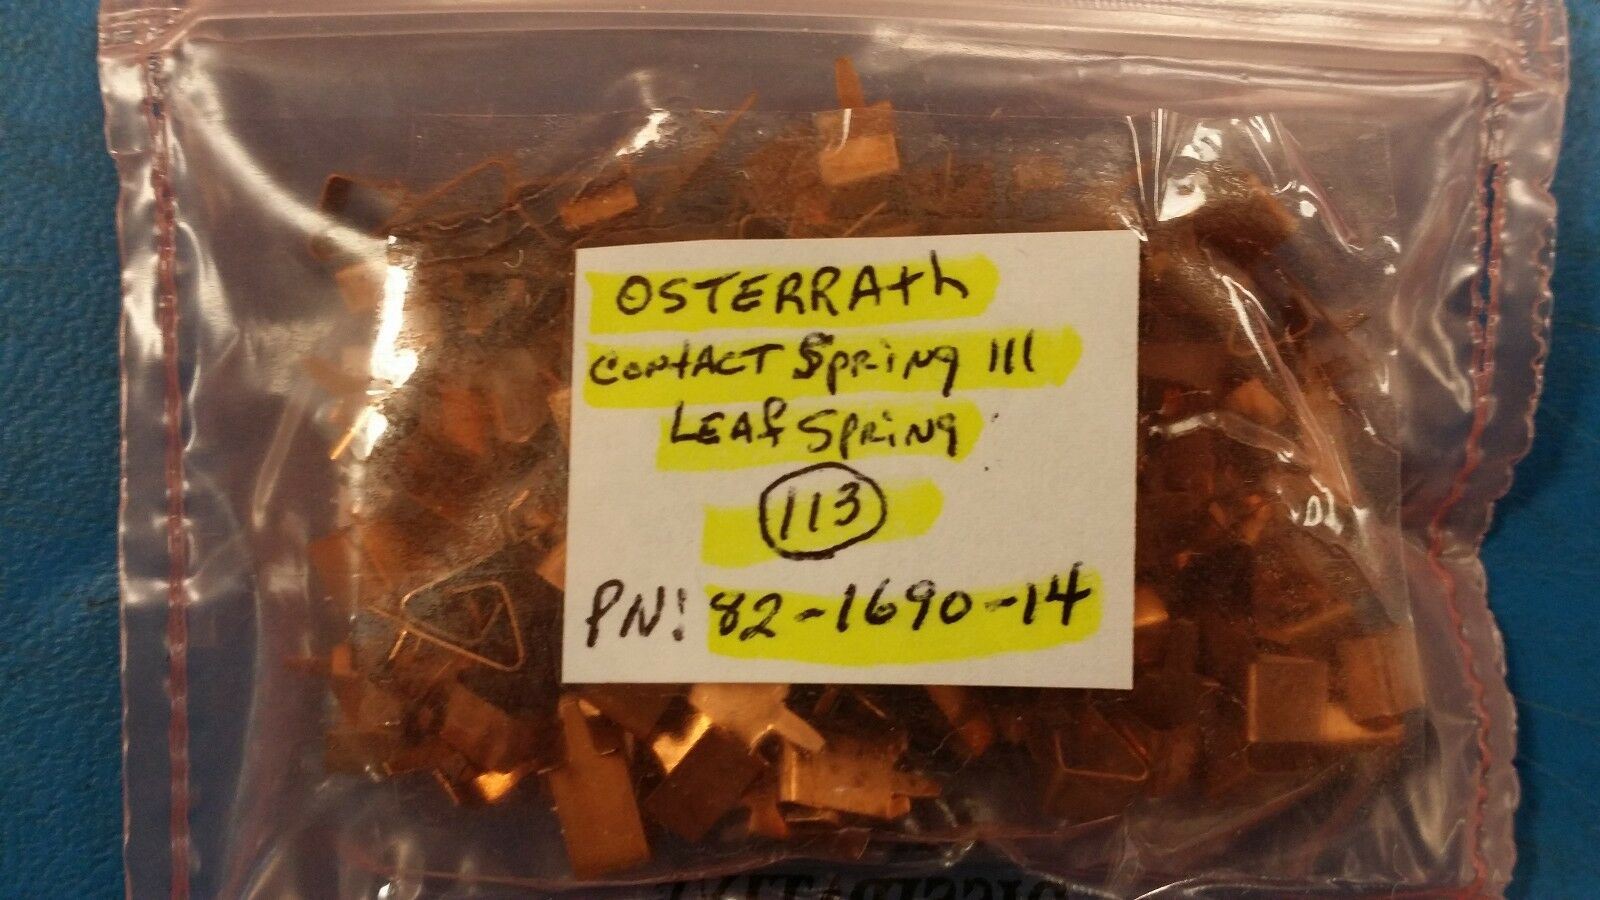 OSTERRAth
CONtACT SpRiNg 111
LEAf SpRiNg
113
PN: 82-1690-14